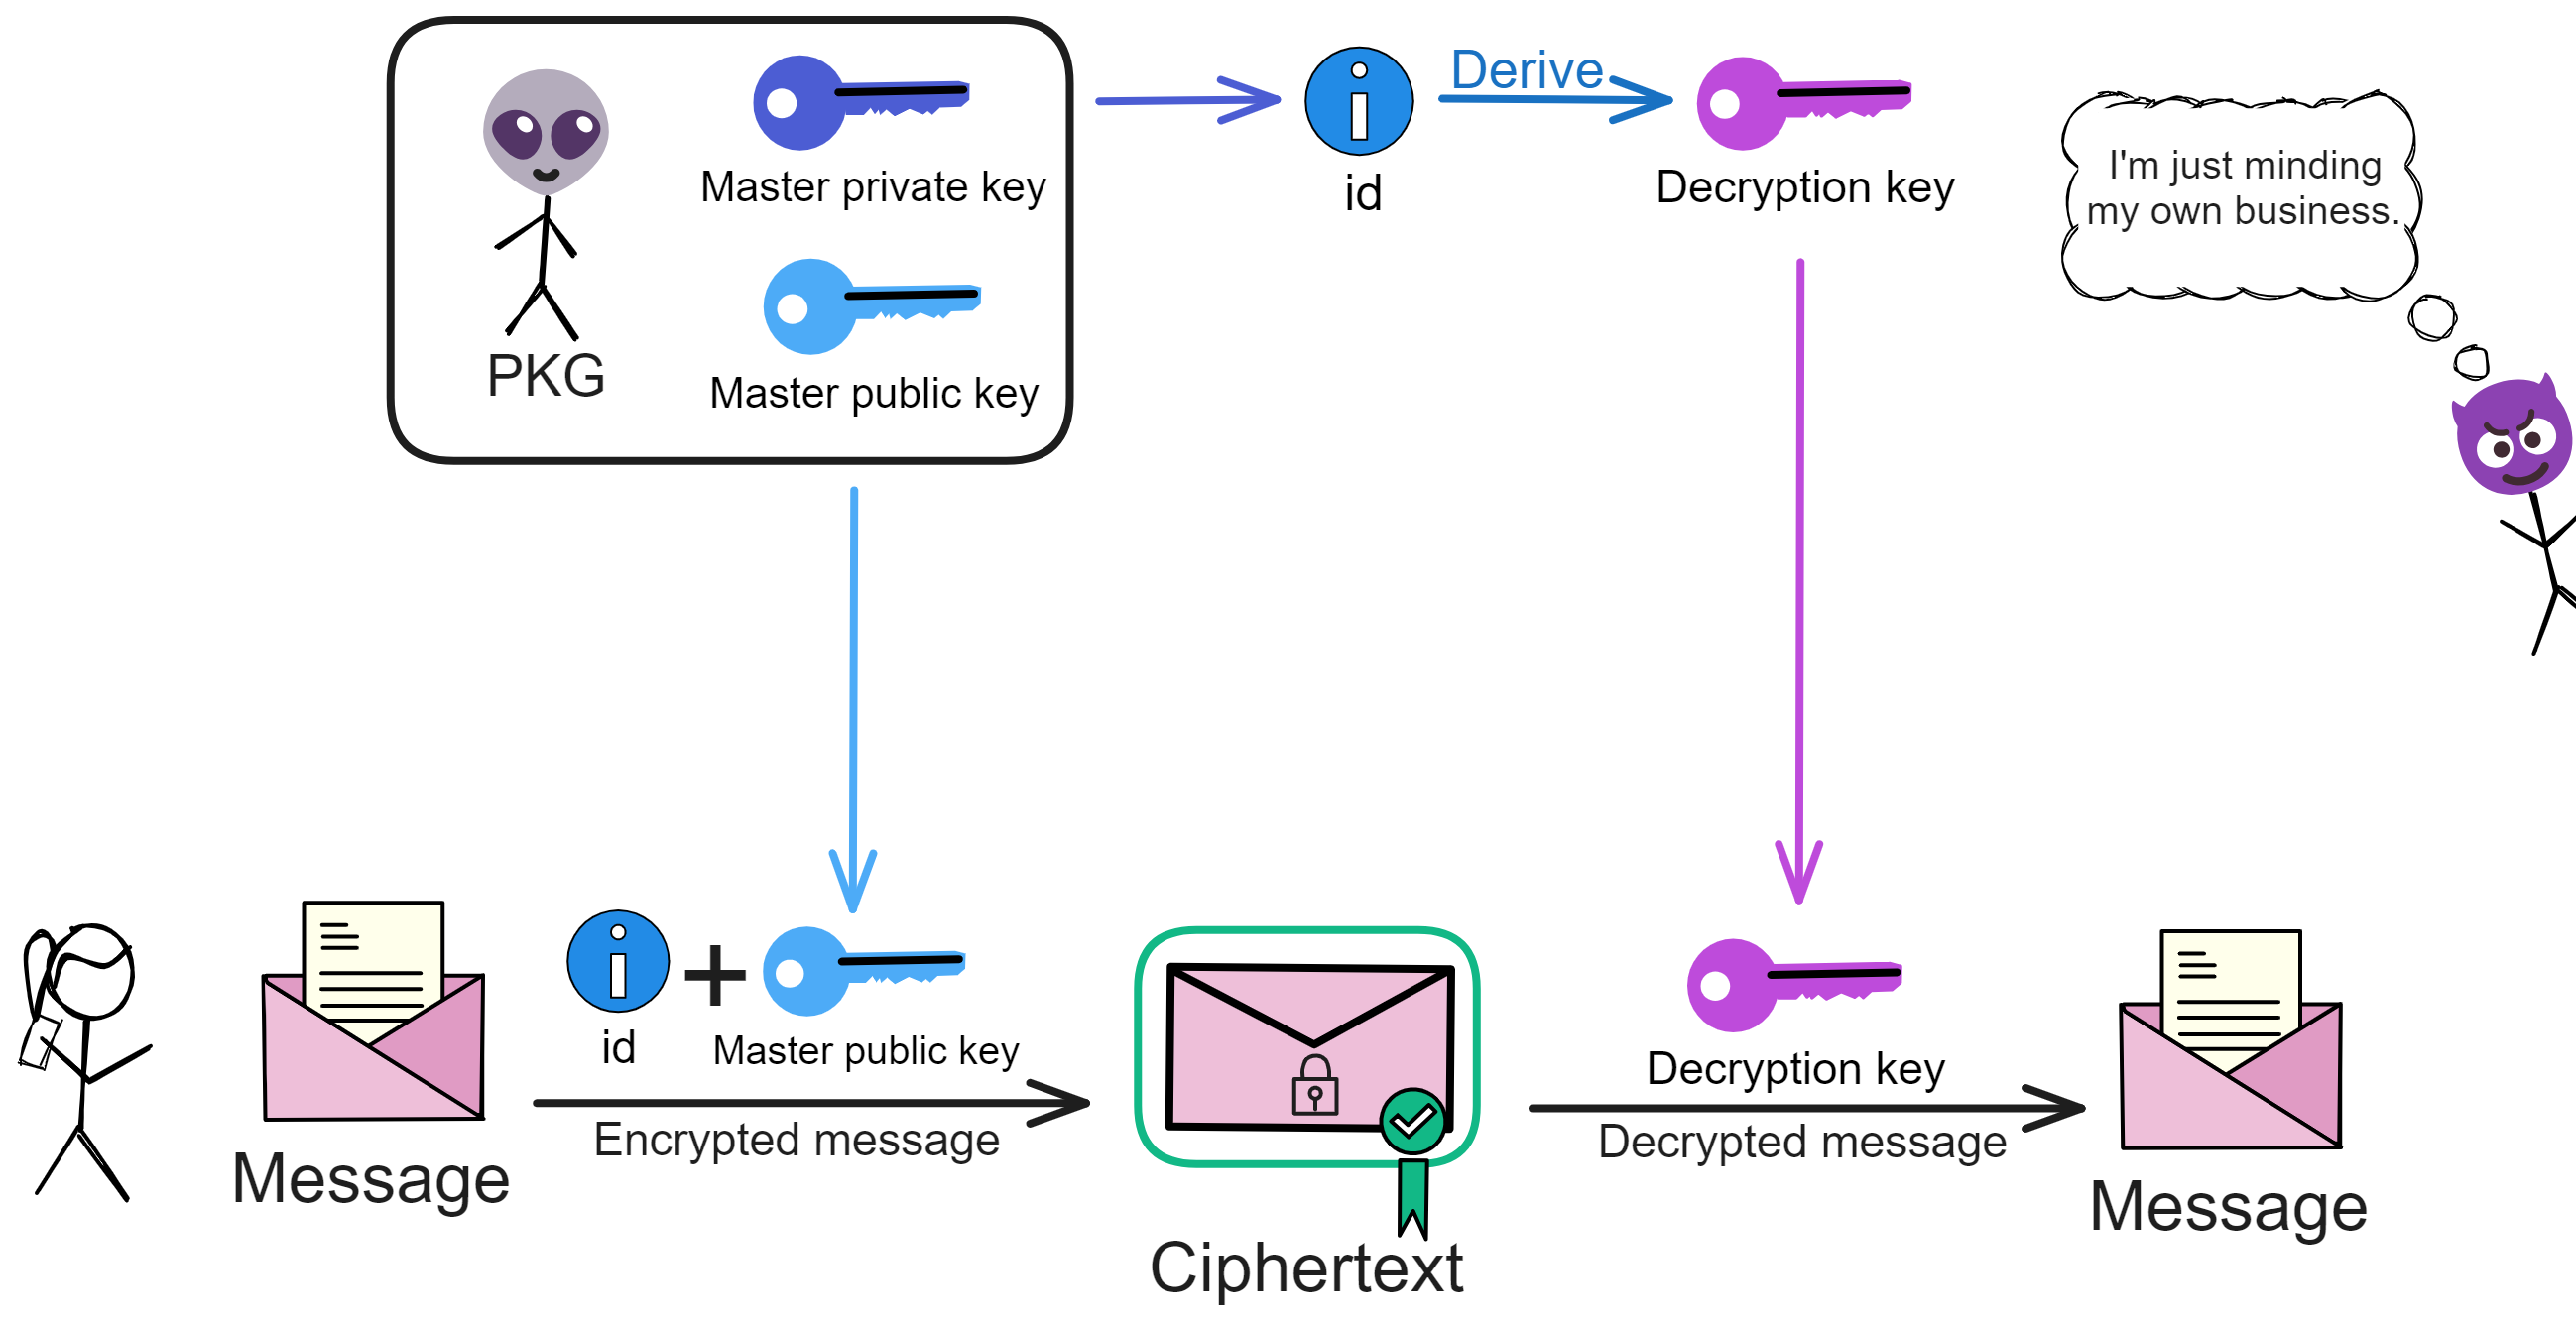 Derive
I'm just minding
my own business.
Master private key
id
Decryption key
PKG
Master public key
id
Master public key
Decryption key
Encrypted message
Decrypted message
Message
Message
Ciphertext